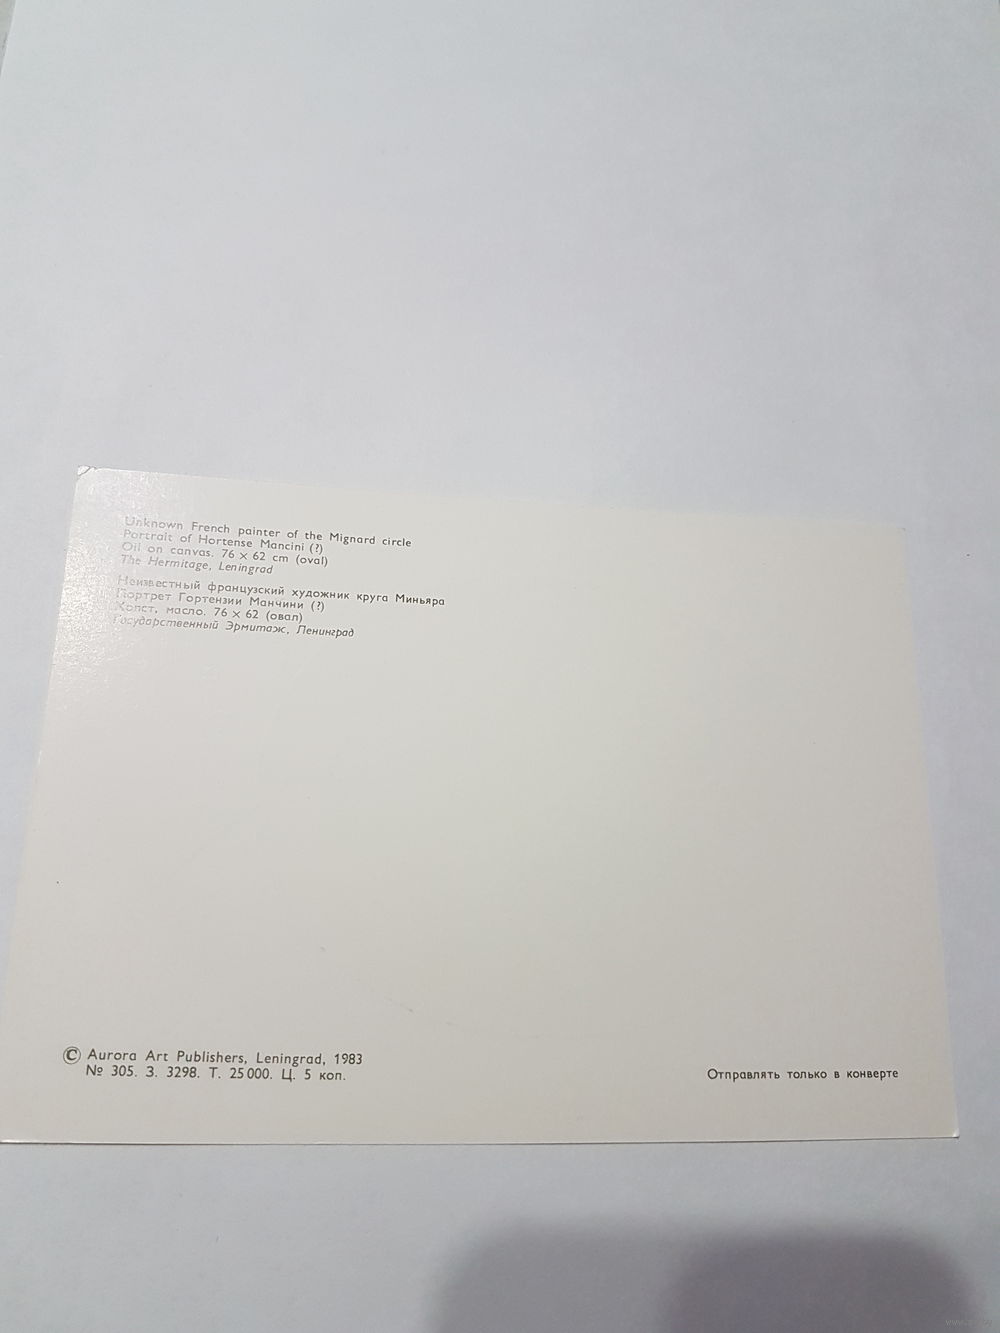 Unknown French painter of the Mignard circle
Portrait of Hortense Mancini (?)
Oil on canvas. 76 × 62 cm (oval)
The Hermitage, Leningrad
Неизвестный французский художник круга Миньяра
Портрет Гортензии Манчини (?)
Холст, масло. 76 × 62 (овал)
Государственный Эрмитаж, Ленинград
© Aurora Art Publishers, Leningrad, 1983
№ 305. З. 3298. Т. 25 000. Ц. 5 коп.
Отправлять только в конверте